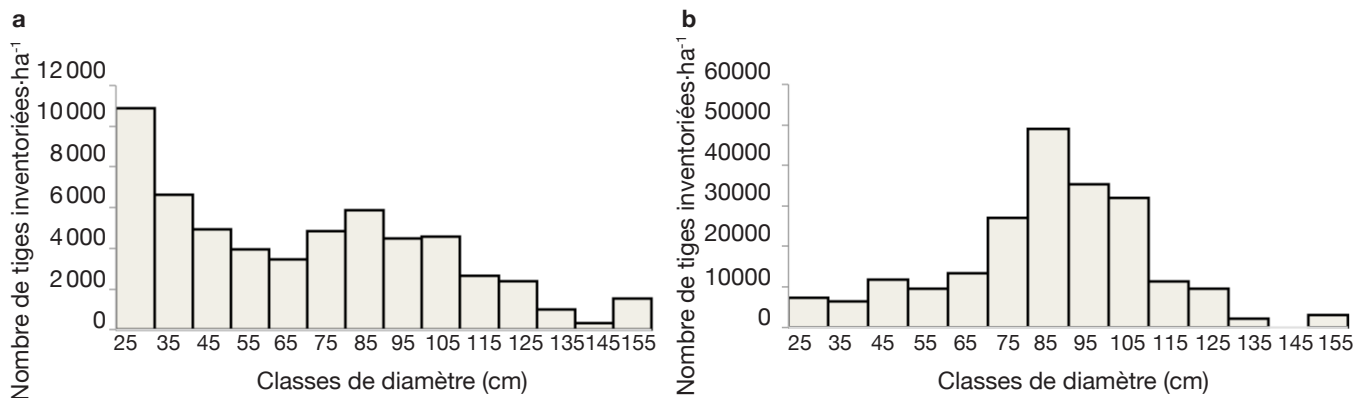 a
Nombre de tiges inventoriées·ha-1
12 000
10 000
8 000
6 000
4 000
2 000
0
25 35 45 55 65 75 85 95 105 115 125 135 145 155
Classes de diamètre (cm)
b
Nombre de tiges inventoriées·ha-1
60000
50000
40000
30000
20000
10000
0
25 35 45 55 65 75 85 95 105 115 125 135 145 155
Classes de diamètre (cm)